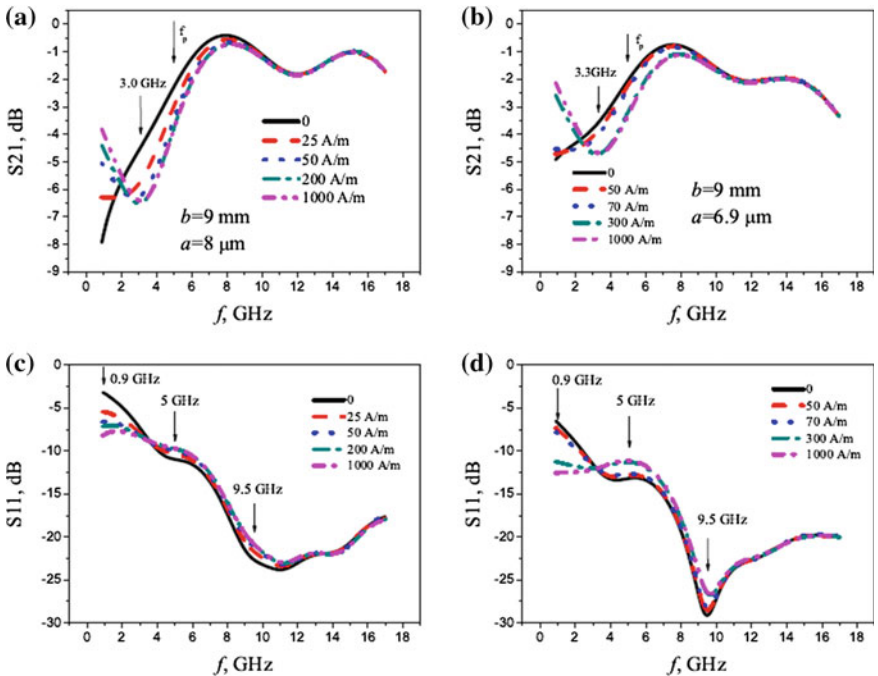 (a)
S21, dB
0
-1
-2
-3
-4
-5
-6
-7
-8
-9
f_p
3.0 GHz
0
25 A/m
50 A/m
200 A/m
1000 A/m
b=9 mm
a=8 μm
0 2 4 6 8 10 12 14 16 18
f, GHz
(b)
S21, dB
0
-1
-2
-3
-4
-5
-6
-7
-8
-9
f_p
3.3GHz
0
50 A/m
70 A/m
300 A/m
1000 A/m
b=9 mm
a=6.9 μm
0 2 4 6 8 10 12 14 16 18
f, GHz
(c)
S11, dB
0
-5
-10
-15
-20
-25
-30
0.9 GHz
5 GHz
9.5 GHz
0
25 A/m
50 A/m
200 A/m
1000 A/m
0 2 4 6 8 10 12 14 16 18
f, GHz
(d)
S11, dB
0
-5
-10
-15
-20
-25
-30
0.9 GHz
5 GHz
9.5 GHz
0
50 A/m
70 A/m
300 A/m
1000 A/m
0 2 4 6 8 10 12 14 16 18
f, GHz